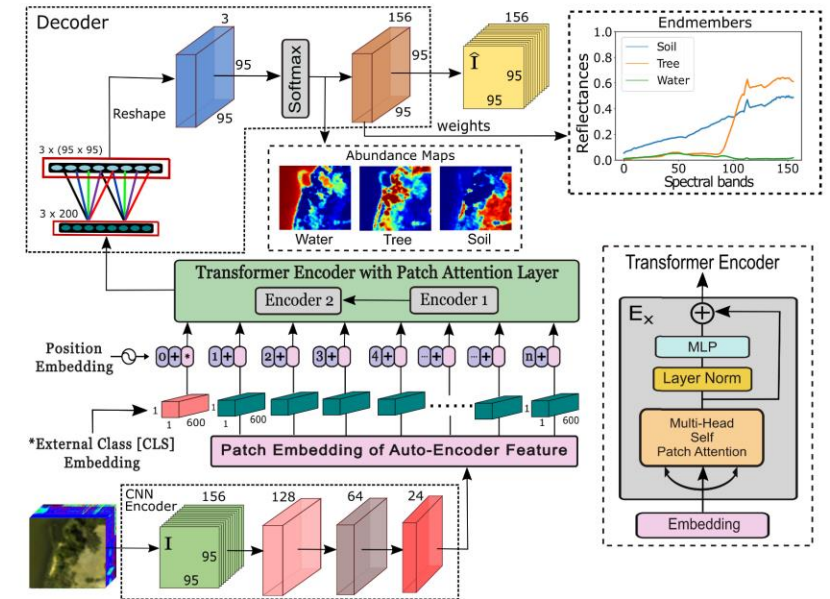 Decoder
3
95
95
Reshape
Softmax
156
95
95
156
Î
95
95
weights
3 x (95 x 95)
3 x 200
Abundance Maps
Water
Tree
Soil
Endmembers
Soil
Tree
Water
Reflectances
1.0
0.8
0.6
0.4
0.2
0.0
0
50
100
150
Spectral bands
Transformer Encoder with Patch Attention Layer
Encoder 2
Encoder 1
Position
Embedding
0 + *
1 +
2 +
3 +
4 +
- +
- +
n +
1
1
600
1
1
600
1
1
600
*External Class [CLS]
Embedding
Patch Embedding of Auto-Encoder Feature
CNN
Encoder
156
I
95
95
128
64
24
Transformer Encoder
Ex
+
MLP
Layer Norm
Multi-Head
Self
Patch Attention
Embedding